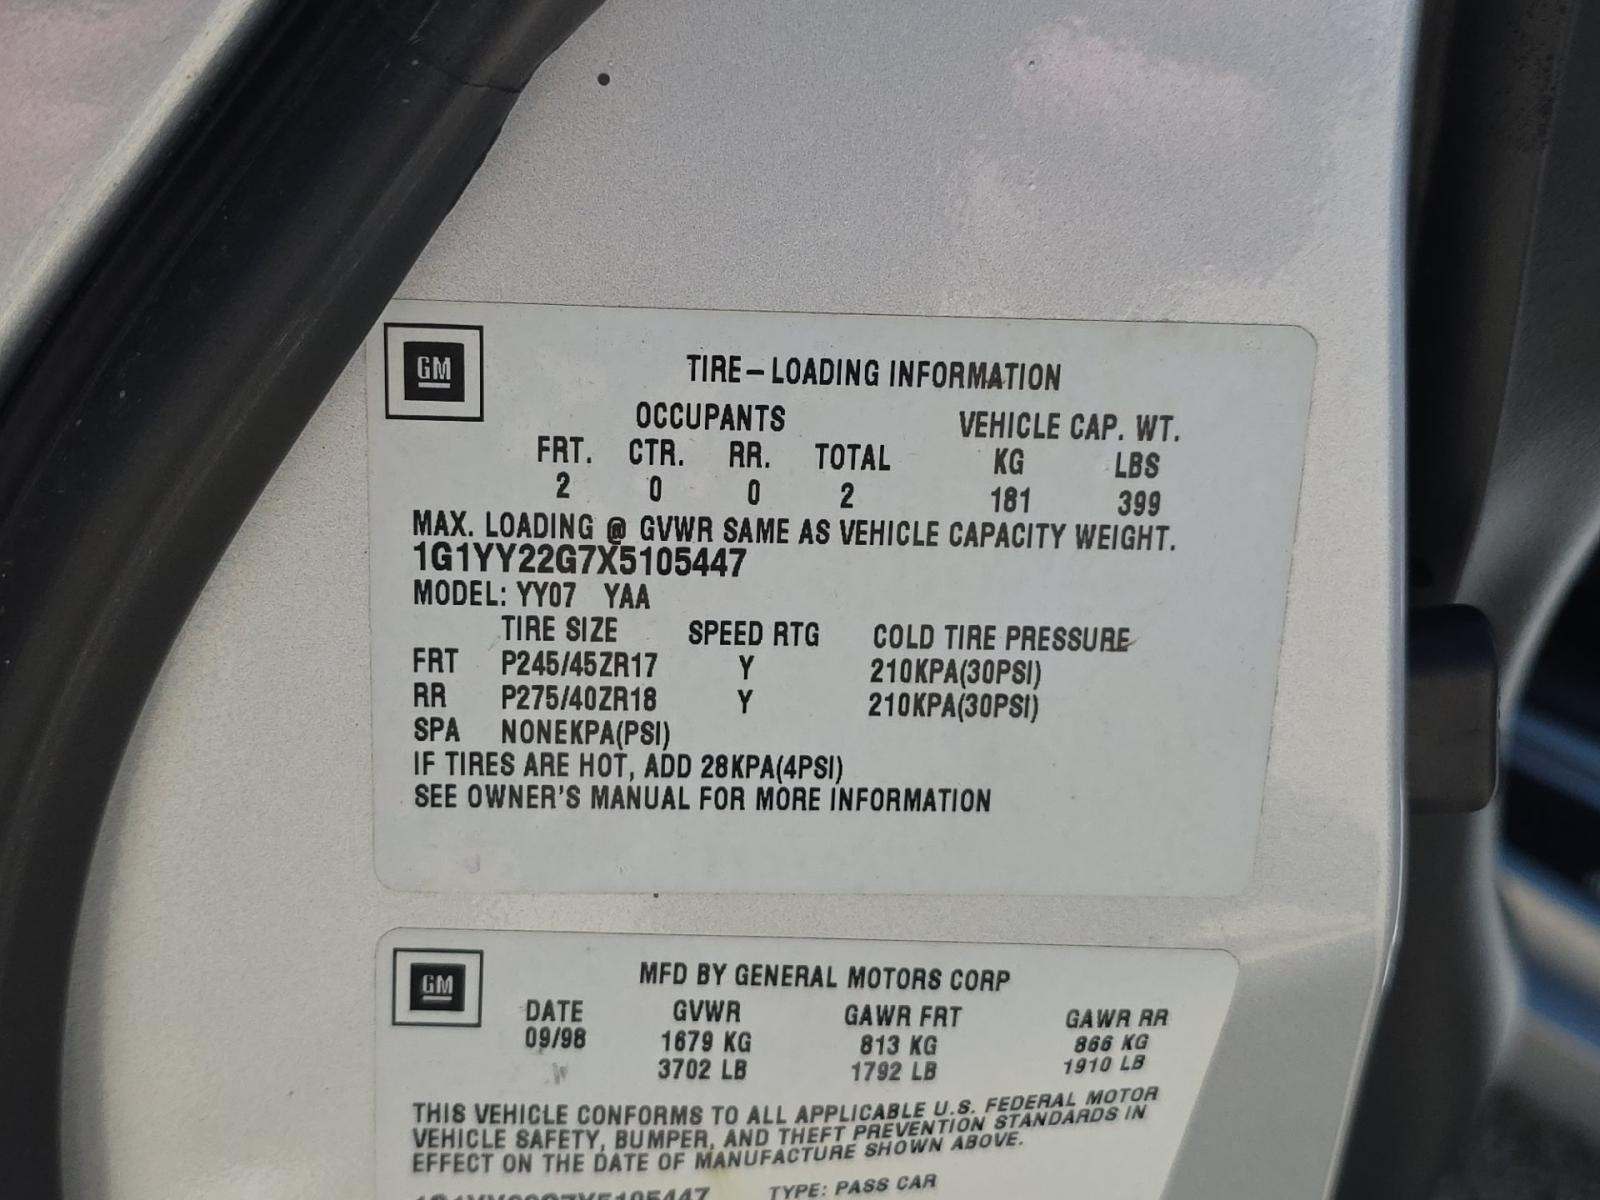 GM
TIRE-LOADING INFORMATION
OCCUPANTS VEHICLE CAP. WT.
FRT. CTR. RR. TOTAL KG LBS
2 0 0 2 181 399
MAX. LOADING @ GVWR SAME AS VEHICLE CAPACITY WEIGHT.
1G1YY22G7X5105447
MODEL: YY07 YAA
TIRE SIZE SPEED RTG COLD TIRE PRESSURE
FRT P245/45ZR17 Y 210KPA(30PSI)
RR P275/40ZR18 Y 210KPA(30PSI)
SPA NONEKPA(PSI)
IF TIRES ARE HOT, ADD 28KPA(4PSI)
SEE OWNER'S MANUAL FOR MORE INFORMATION
GM
MFD BY GENERAL MOTORS CORP
DATE GVWR GAWR FRT GAWR RR
09/98 1679 KG 813 KG 866 KG
3702 LB 1792 LB 1910 LB
THIS VEHICLE CONFORMS TO ALL APPLICABLE U.S. FEDERAL MOTOR
VEHICLE SAFETY, BUMPER, AND THEFT PREVENTION STANDARDS IN
EFFECT ON THE DATE OF MANUFACTURE SHOWN ABOVE.
1G1YY22G7X5105447 TYPE: PASS CAR